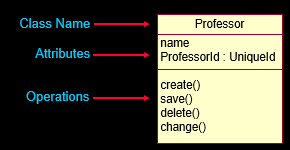 Class Name
Professor
Attributes
name
ProfessorId : UniqueId
Operations
create()
save()
delete()
change()